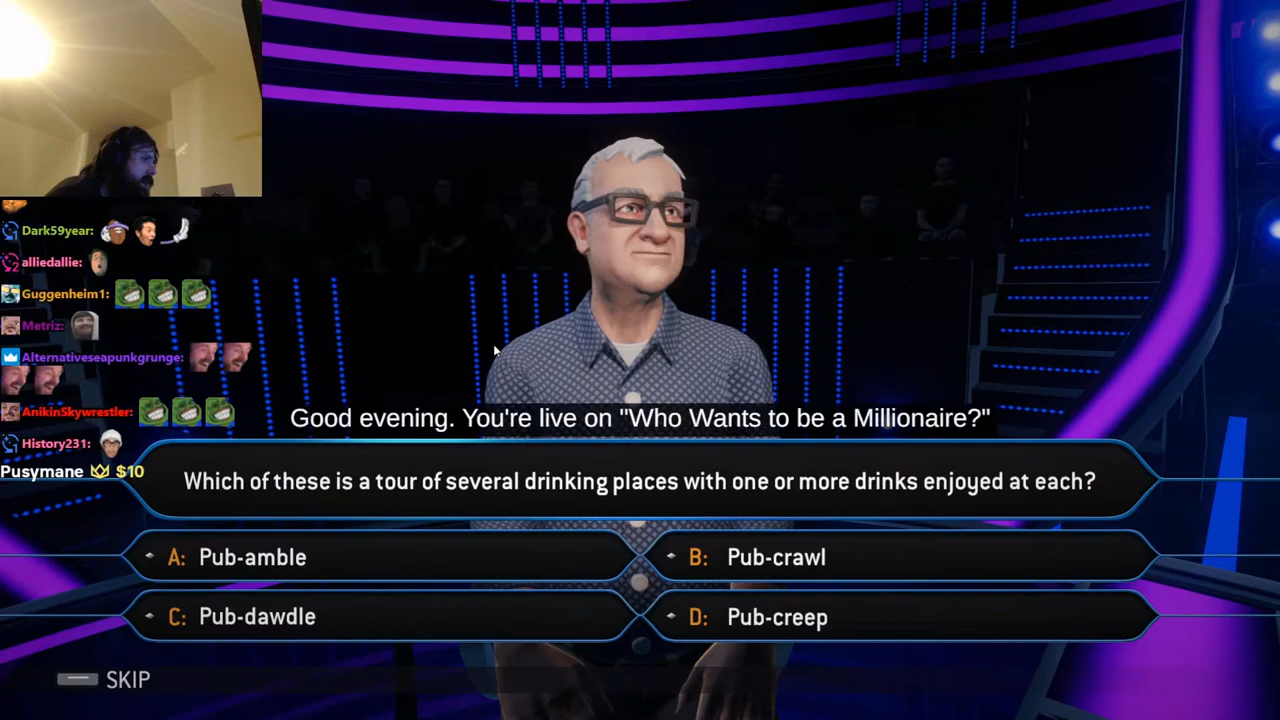 Dark59year:
alliedallie:
Guggenheim1:
Metriz:
Alternativeseapunkgrunge:
AnikinSkywrestler:
History231:
Pusymane $10
Good evening. You're live on "Who Wants to be a Millionaire?"
Which of these is a tour of several drinking places with one or more drinks enjoyed at each?
A: Pub-amble
B: Pub-crawl
C: Pub-dawdle
D: Pub-creep
SKIP